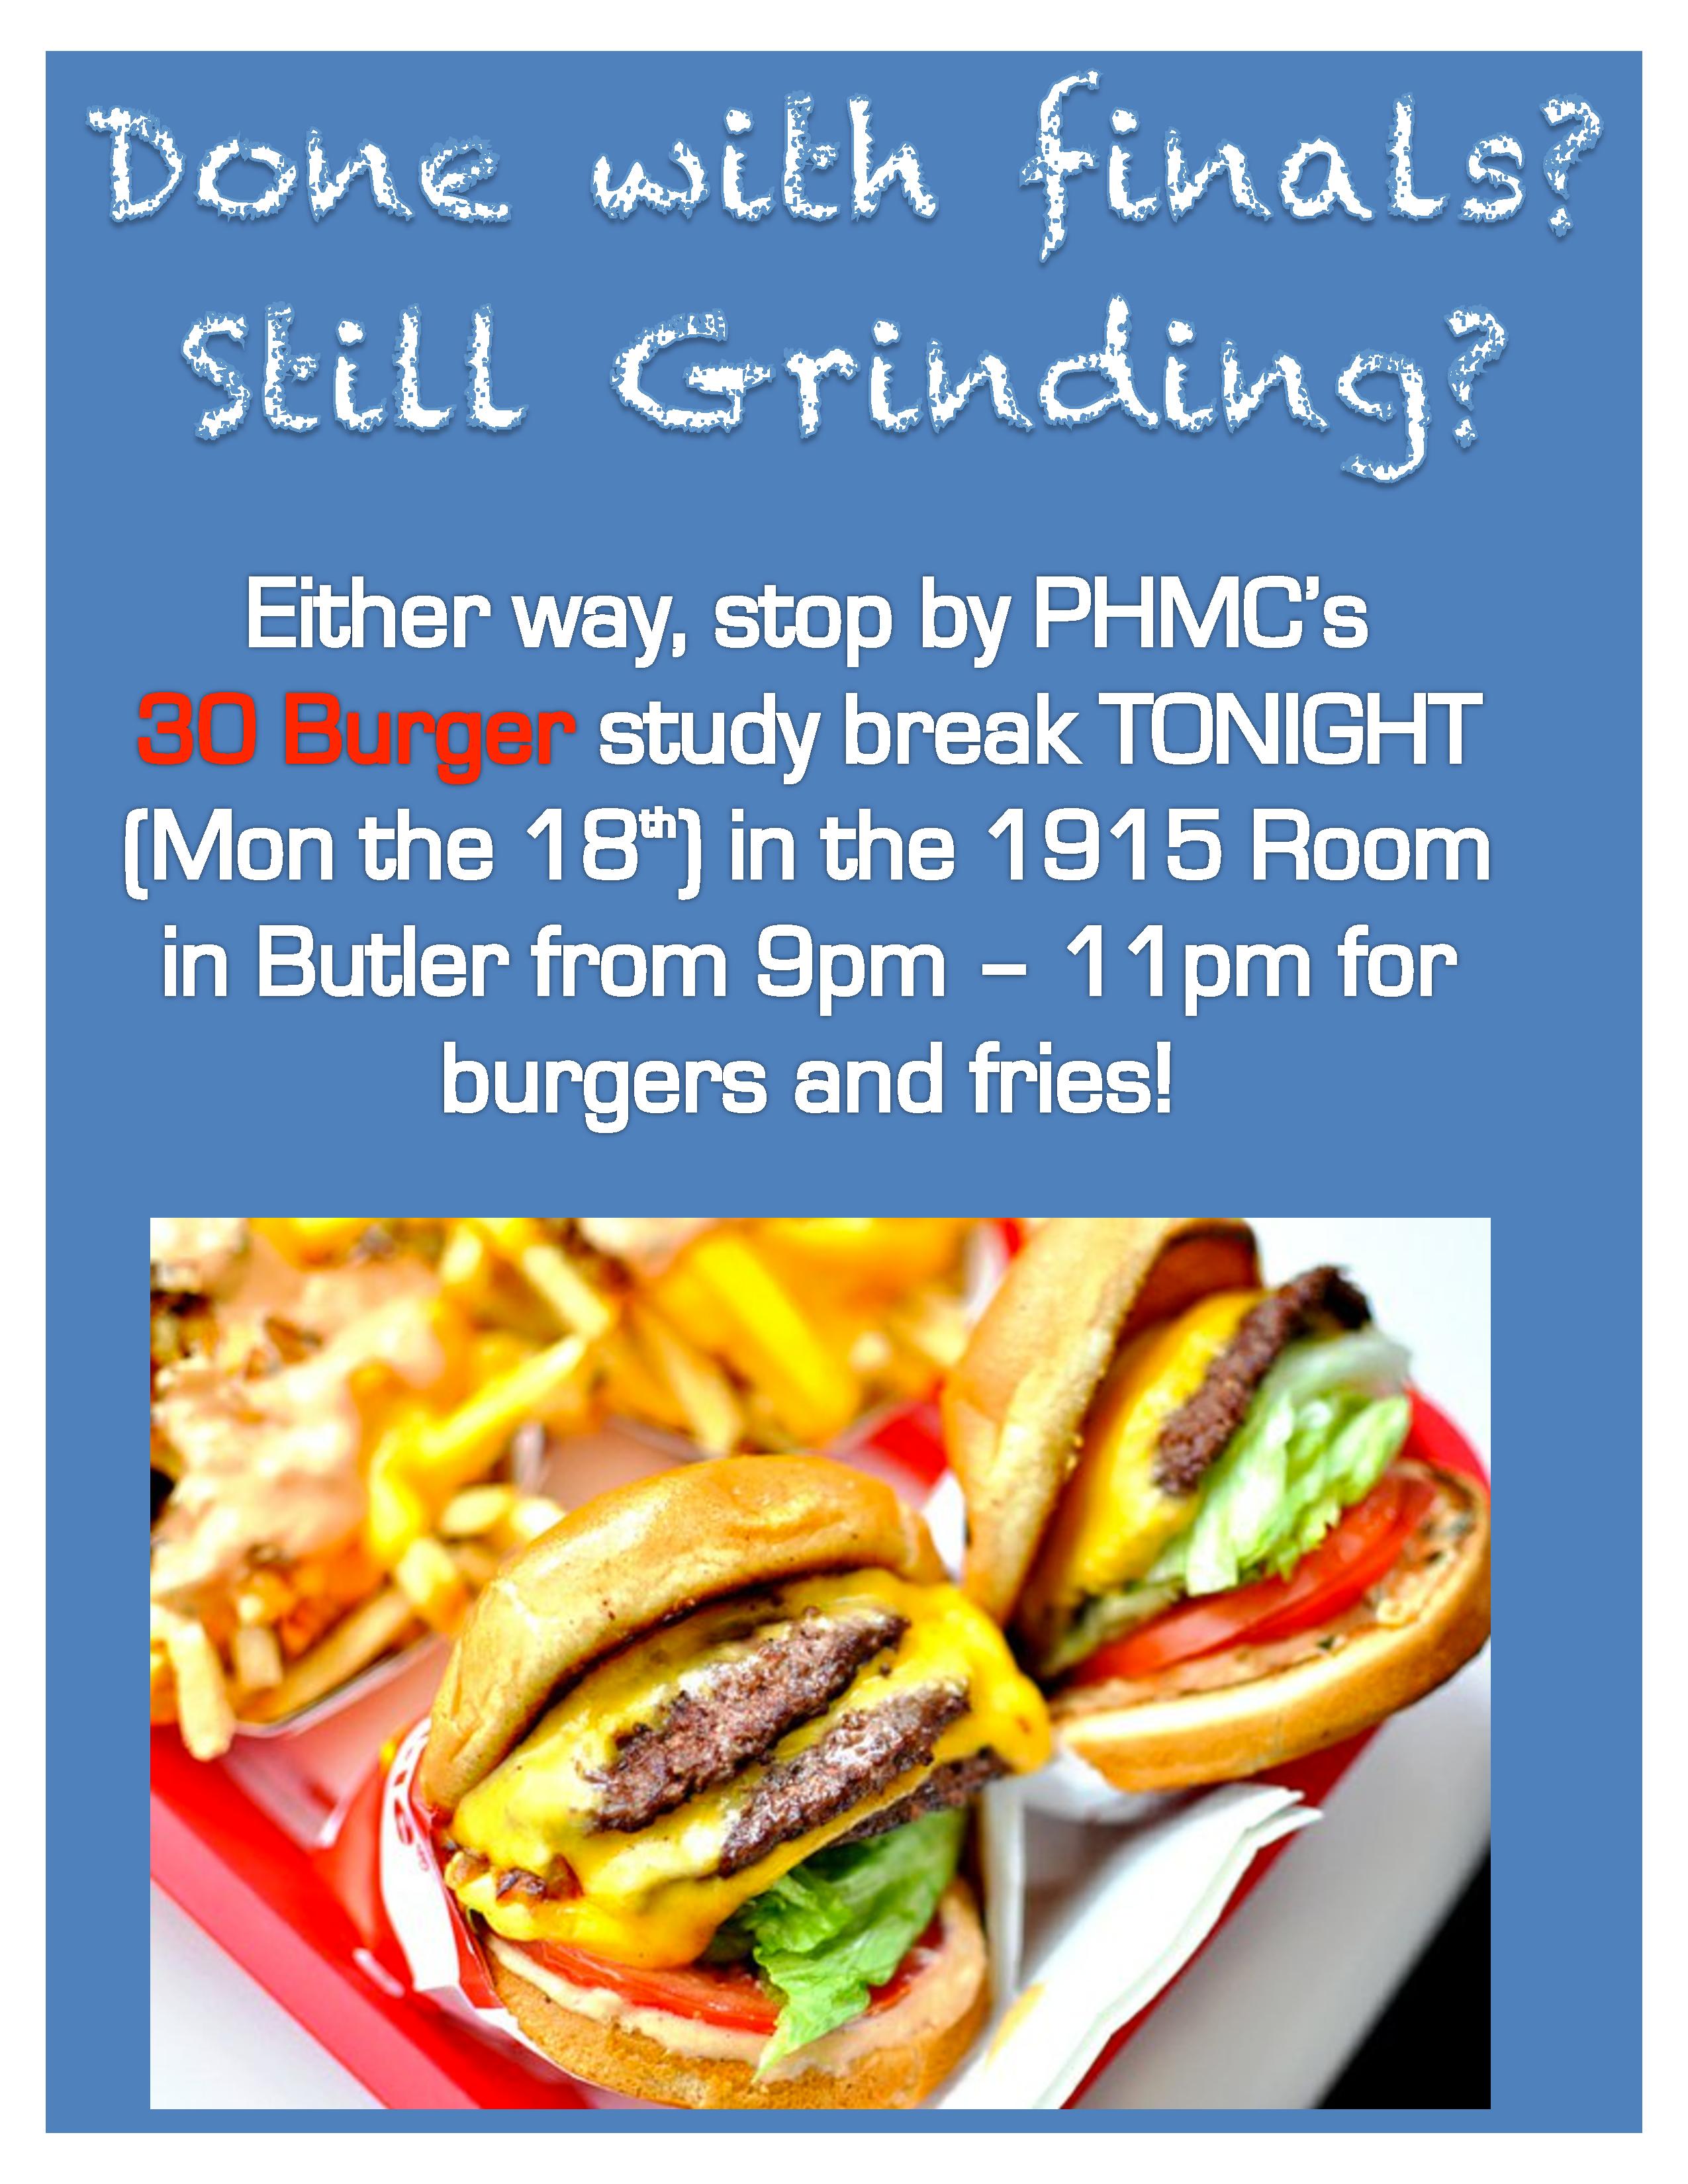 Done with finals?
Still Grinding?
Either way, stop by PHMC’s
30 Burger study break TONIGHT
(Mon the 18th) in the 1915 Room
in Butler from 9pm – 11pm for
burgers and fries!